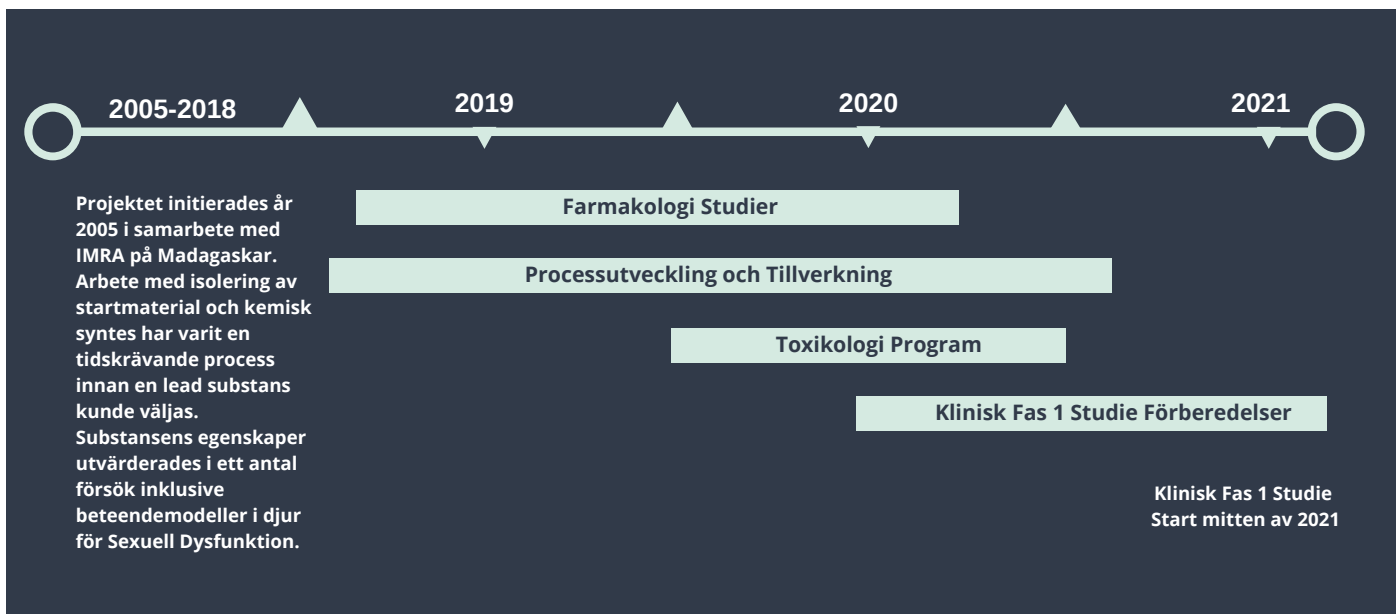 2005-2018
2019
2020
2021
Projektet initierades år
2005 i samarbete med
IMRA på Madagaskar.
Arbete med isolering av
startmaterial och kemisk
syntes har varit en
tidskrävande process
innan en lead substans
kunde väljas.
Substansens egenskaper
utvärderades i ett antal
försök inklusive
beteendemodeller i djur
för Sexuell Dysfunktion.
Farmakologi Studier
Processutveckling och Tillverkning
Toxikologi Program
Klinisk Fas 1 Studie Förberedelser
Klinisk Fas 1 Studie
Start mitten av 2021